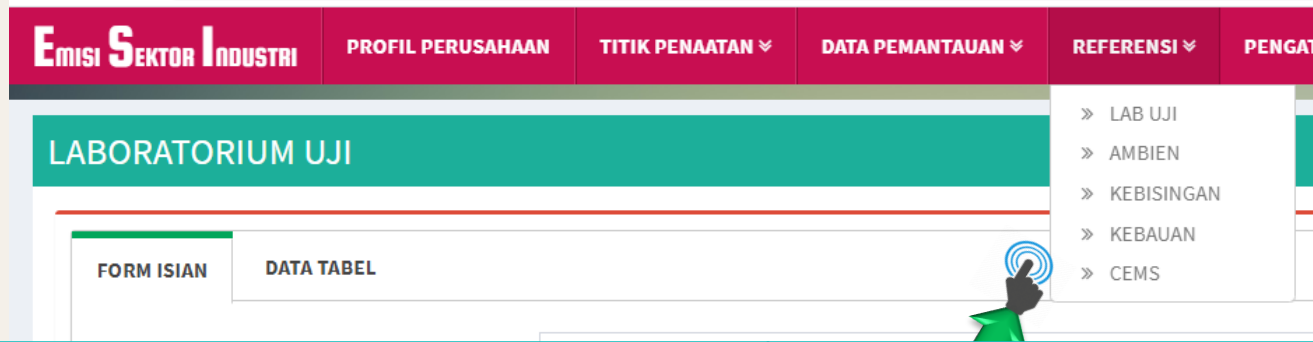 EMISI SEKTOR INDUSTRI
PROFIL PERUSAHAAN
TITIK PENAATAN
DATA PEMANTAUAN
REFERENSI
PENGAT
LAB UJI
AMBIEN
KEBISINGAN
KEBAUAN
CEMS
LABORATORIUM UJI
FORM ISIAN
DATA TABEL